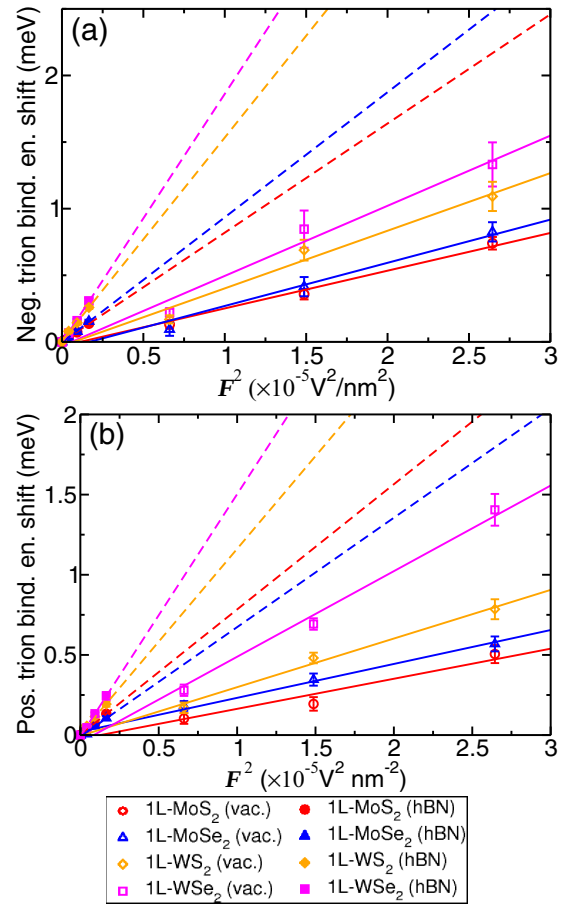 (a)
Neg. trion bind. en. shift (meV)
2
1
0
0 0.5 1 1.5 2 2.5 3
F² (×10⁻⁵V²/nm²)
(b)
Pos. trion bind. en. shift (meV)
2
1.5
1
0.5
0
0 0.5 1 1.5 2 2.5 3
F² (×10⁻⁵V² nm⁻²)
1L-MoS₂ (vac.) 1L-MoS₂ (hBN)
1L-MoSe₂ (vac.) 1L-MoSe₂ (hBN)
1L-WS₂ (vac.) 1L-WS₂ (hBN)
1L-WSe₂ (vac.) 1L-WSe₂ (hBN)